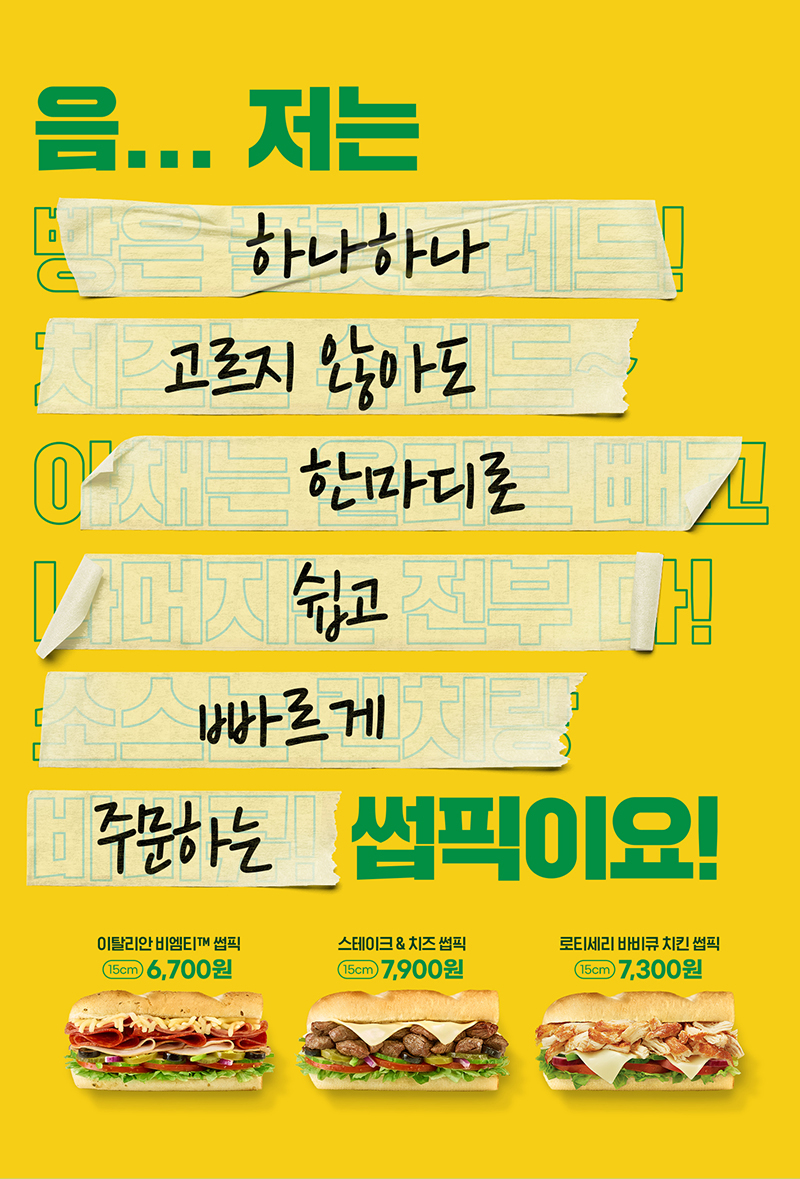 음... 저는
하나하나
고르지 않아도
한마디로
쉽고
빠르게
주문하는 썹픽이요!
이탈리안 비엠티™ 썹픽
15cm 6,700원
스테이크 & 치즈 썹픽
15cm 7,900원
로티세리 바비큐 치킨 썹픽
15cm 7,300원